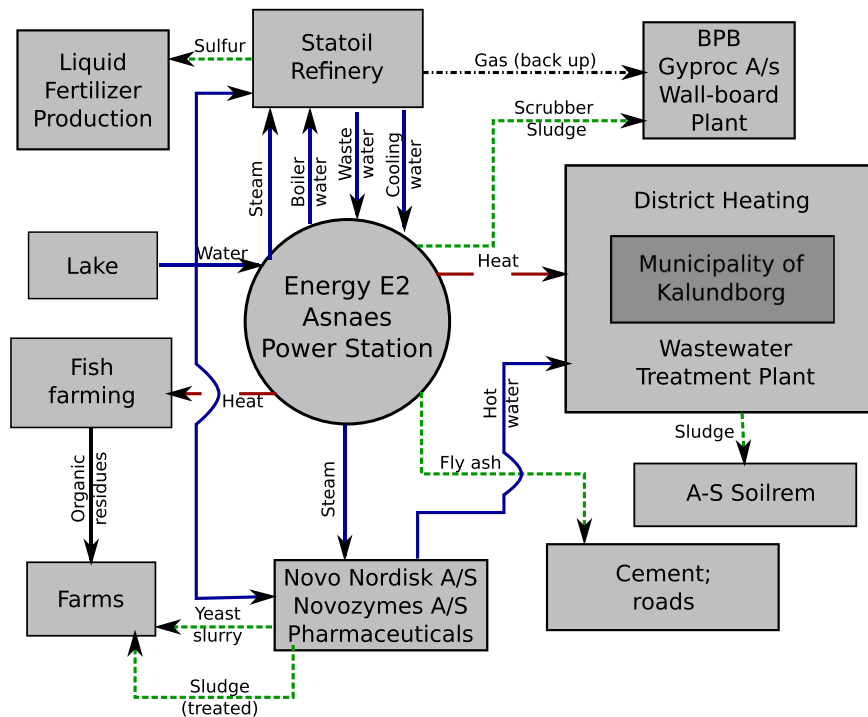 Liquid
Fertilizer
Production
Sulfur
Statoil
Refinery
Gas (back up)
BPB
Gyproc A/s
Wall-board
Plant
Scrubber
Sludge
Steam
Boiler
water
Waste
water
Cooling
water
Lake
Water
Energy E2
Asnaes
Power Station
Heat
District Heating
Municipality of
Kalundborg
Wastewater
Treatment Plant
Fish
farming
Heat
Hot
water
Sludge
A-S Soilrem
Organic
residues
Steam
Fly ash
Cement;
roads
Farms
Novo Nordisk A/S
Novozymes A/S
Pharmaceuticals
Yeast
slurry
Sludge
(treated)